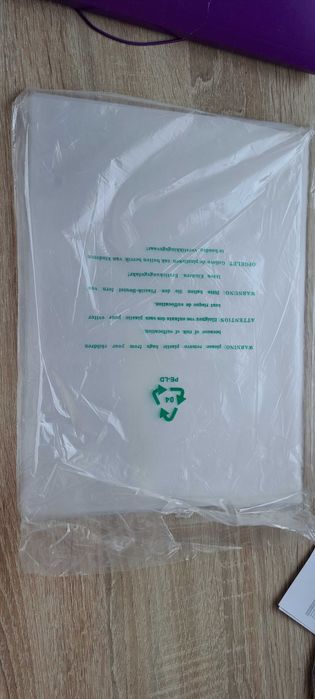 04
PE-LD
WARNING: please remove plastic bags from your children
because of risk of suffocation.
ATTENTION: Eloignez vos enfants des sacs plastic pour eviter
tout risque de suffocation.
WARNUNG: Bitte halten Sie den Plastik-Beutel fern von
Ihren Kindern. Erstickungsgefahr!
OPGELET: Gelieve de plastieken zak buiten bereik van kinderen
te houden, verstikkingsgevaar!